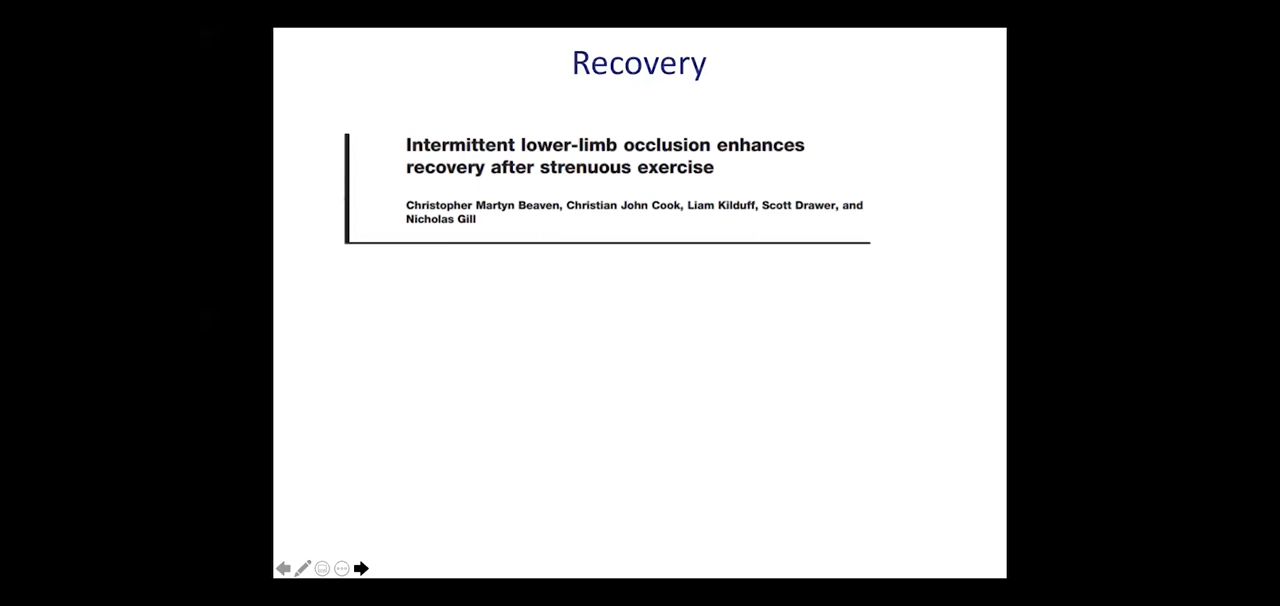 Recovery
Intermittent lower-limb occlusion enhances
recovery after strenuous exercise
Christopher Martyn Beaven, Christian John Cook, Liam Kilduff, Scott Drawer, and
Nicholas Gill